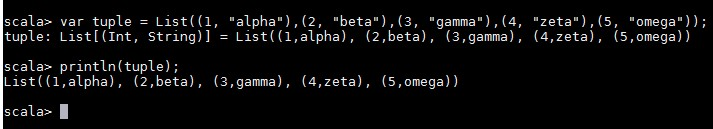 scala> var tuple = List((1, "alpha"),(2, "beta"),(3, "gamma"),(4, "zeta"),(5, "omega"));
tuple: List[(Int, String)] = List((1,alpha), (2,beta), (3,gamma), (4,zeta), (5,omega))
scala> println(tuple);
List((1,alpha), (2,beta), (3,gamma), (4,zeta), (5,omega))
scala>